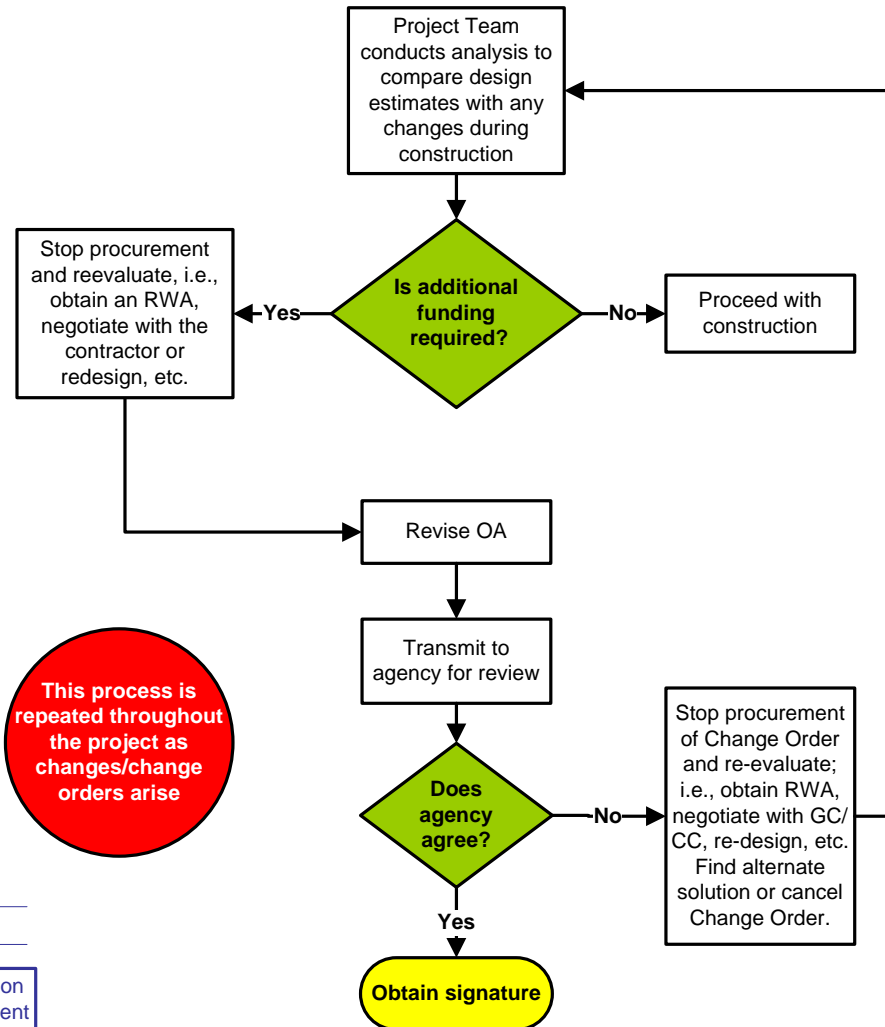 Project Team
conducts analysis to
compare design
estimates with any
changes during
construction
Is additional
funding
required?
Yes
No
Stop procurement
and reevaluate, i.e.,
obtain an RWA,
negotiate with the
contractor or
redesign, etc.
Proceed with
construction
Revise OA
Transmit to
agency for review
This process is
repeated throughout
the project as
changes/change
orders arise
Does
agency
agree?
No
Stop procurement
of Change Order
and re-evaluate;
i.e., obtain RWA,
negotiate with GC/
CC, re-design, etc.
Find alternate
solution or cancel
Change Order.
Yes
Obtain signature
on
ent